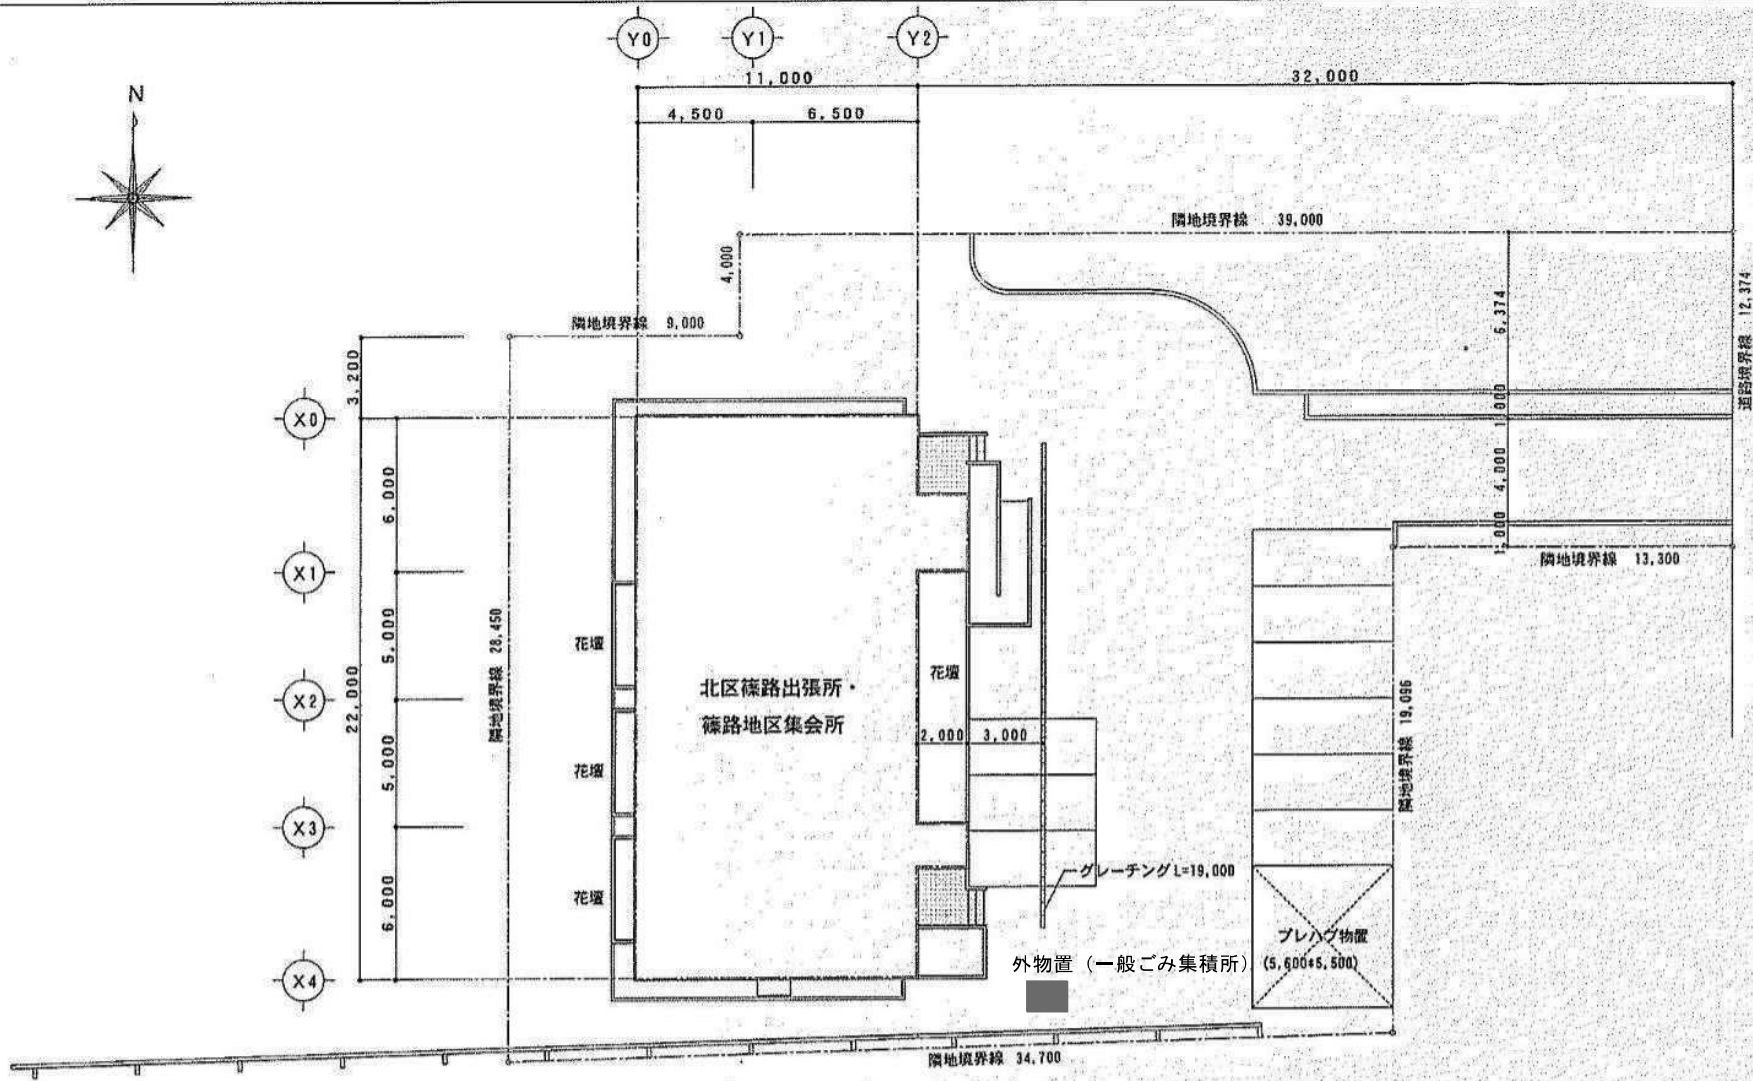 Y0
Y1
Y2
11,000
32,000
4,500
6,500
N
隣地境界線 39,000
4,000
隣地境界線 9,000
6,374
道路境界線 12,374
3,200
X0
1,000
4,000
6,000
1,000
隣地境界線 13,300
X1
隣地境界線 28,450
5,000
花壇
花壇
北区篠路出張所・
篠路地区集会所
X2
22,000
隣地境界線 19,096
2,000
3,000
5,000
花壇
X3
グレーチングL=19,000
6,000
花壇
プレハブ物置
(5,600*5,500)
外物置（一般ごみ集積所）
X4
隣地境界線 34,700